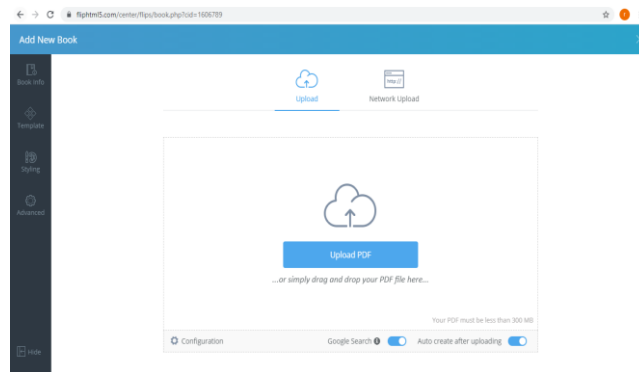 fliphtml5.com/center/flips/book.php?cid=1606789
Add New Book
Book Info
Template
Styling
Advanced
Hide
Upload
http://
Network Upload
Upload PDF
...or simply drag and drop your PDF file here...
Your PDF must be less than 300 MB
Configuration
Google Search
Auto create after uploading